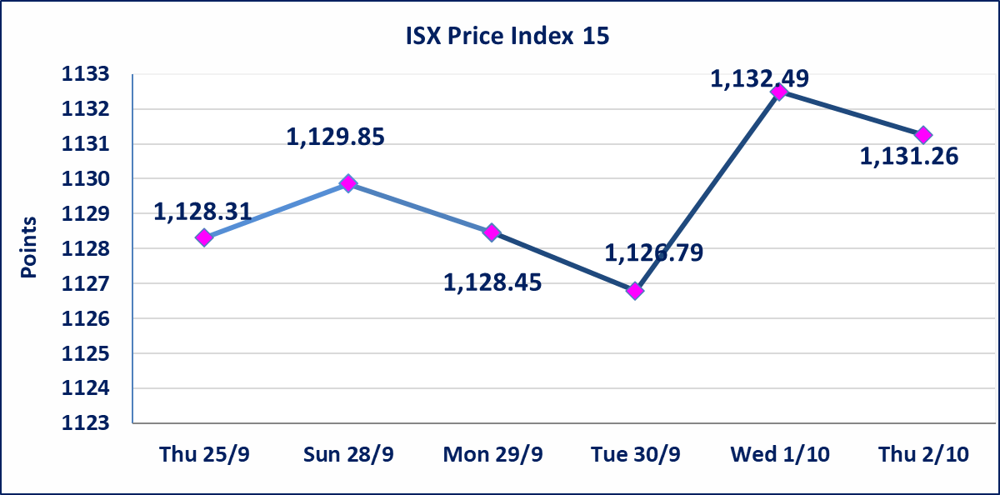 ISX Price Index 15
Points
1133
1132
1131
1130
1129
1128
1127
1126
1125
1124
1123
1,128.31
1,129.85
1,128.45
1,126.79
1,132.49
1,131.26
Thu 25/9
Sun 28/9
Mon 29/9
Tue 30/9
Wed 1/10
Thu 2/10